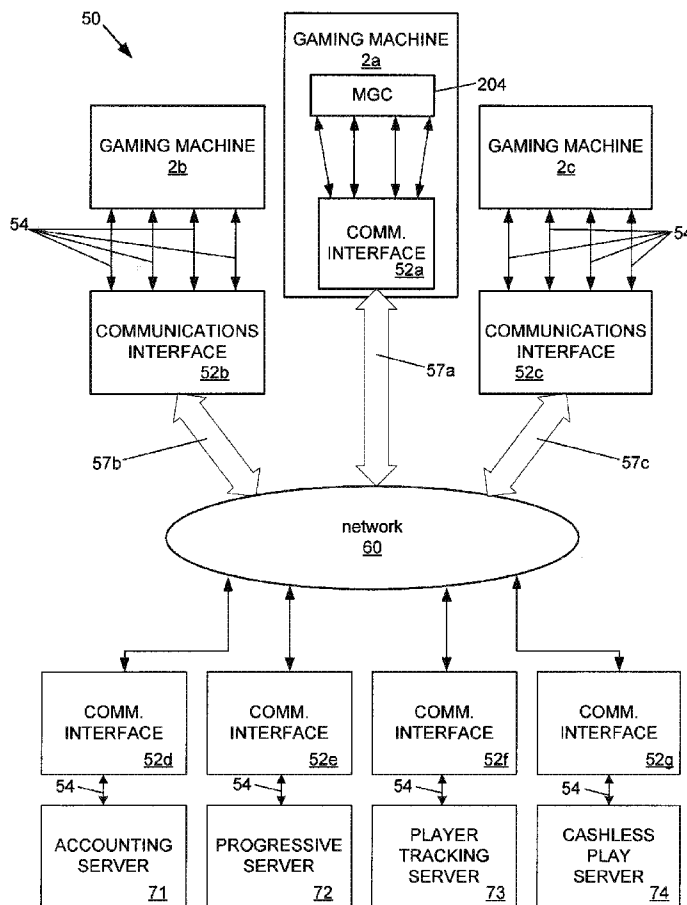 50
GAMING MACHINE
2a
MGC
204
GAMING MACHINE
2b
GAMING MACHINE
2c
54
54
COMM.
INTERFACE
52a
COMMUNICATIONS
INTERFACE
52b
COMMUNICATIONS
INTERFACE
52c
57a
57b
57c
network
60
COMM.
INTERFACE
52d
COMM.
INTERFACE
52e
COMM.
INTERFACE
52f
COMM.
INTERFACE
52g
54
54
54
54
ACCOUNTING
SERVER
71
PROGRESSIVE
SERVER
72
PLAYER
TRACKING
SERVER
73
CASHLESS
PLAY
SERVER
74